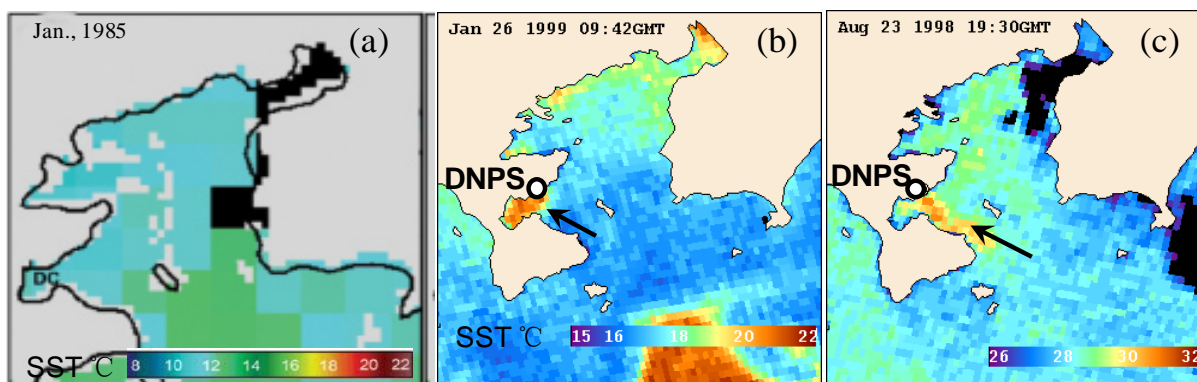 Jan., 1985
(a)
DC
SST ℃
8 10 12 14 16 18 20 22
Jan 26 1999 09:42GMT
(b)
DNPS
SST ℃
15 16 18 20 22
Aug 23 1998 19:30GMT
(c)
DNPS
26 28 30 32